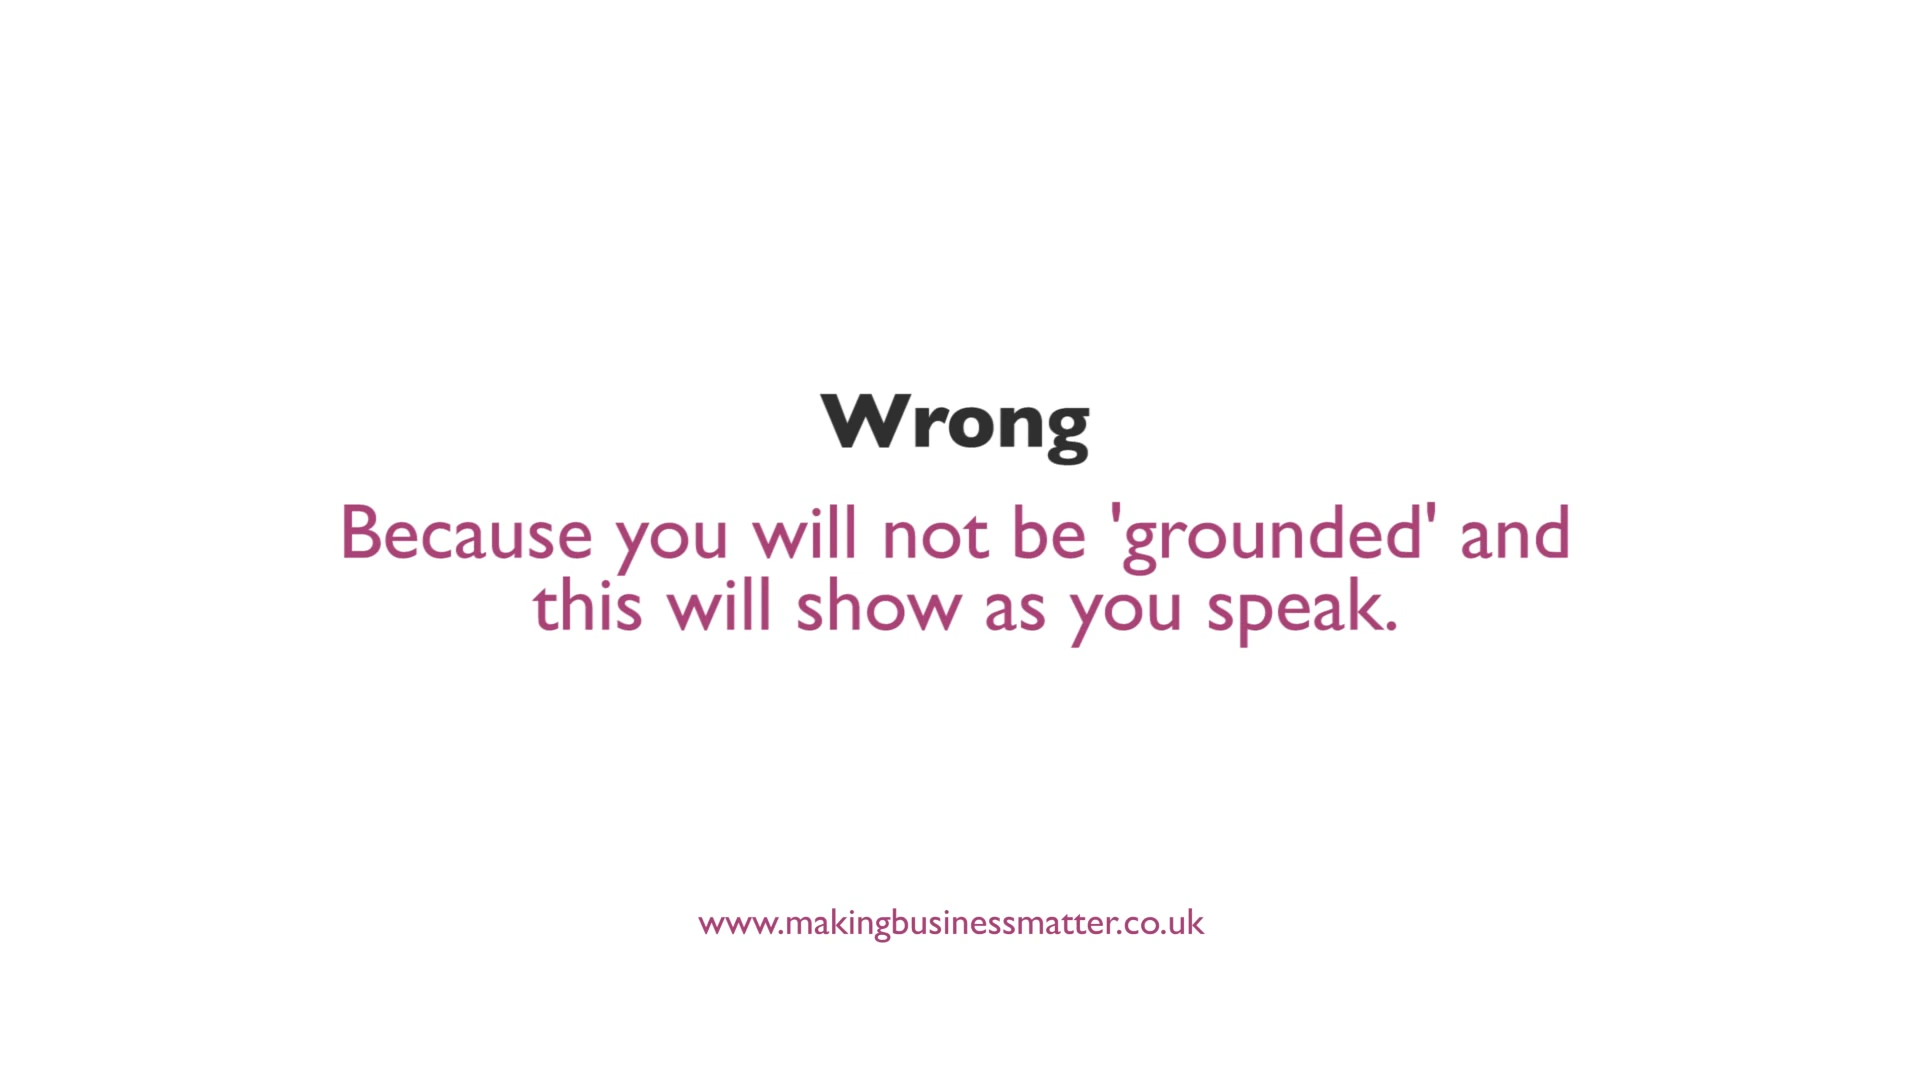 Wrong
Because you will not be 'grounded' and
this will show as you speak.
www.makingbusinessmatter.co.uk